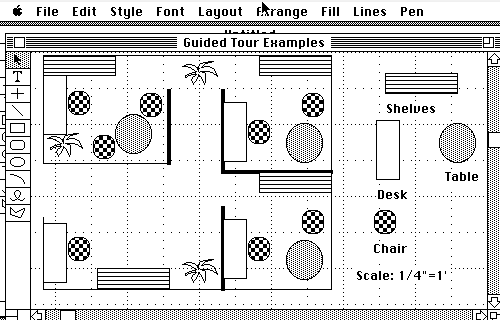 File Edit Style Font Layout Arrange Fill Lines Pen
Untitled
Guided Tour Examples
T
Shelves
Table
Desk
Chair
Scale: 1/4"=1'